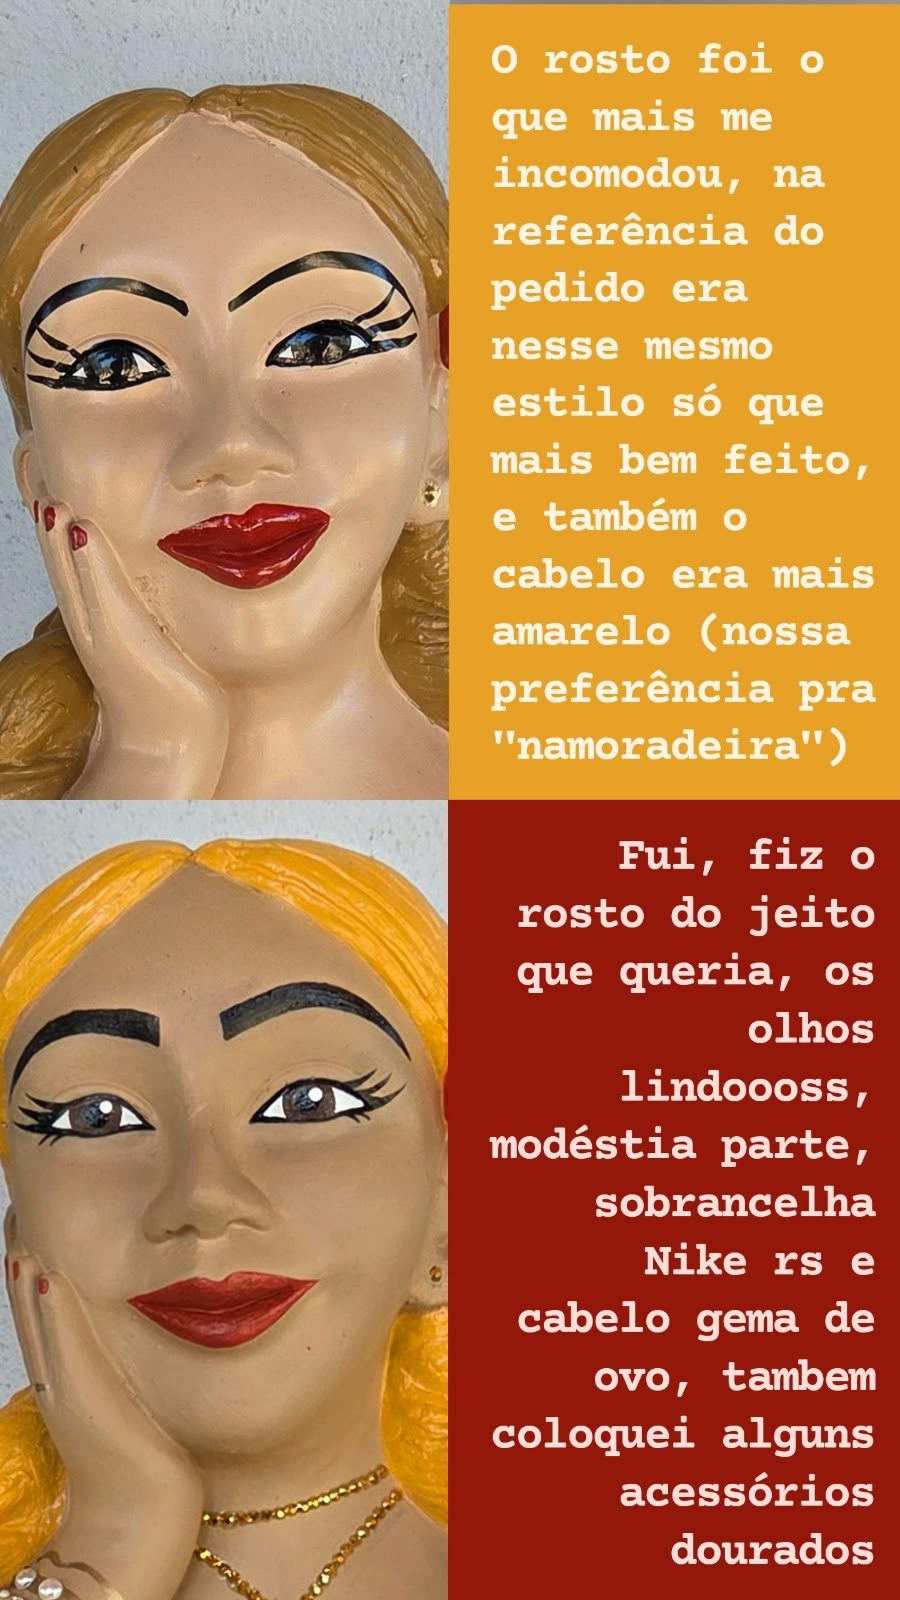 O rosto foi o
que mais me
incomodou, na
referência do
pedido era
nesse mesmo
estilo só que
mais bem feito,
e também o
cabelo era mais
amarelo (nossa
preferência pra
"namoradeira")
Fui, fiz o
rosto do jeito
que queria, os
olhos
lindoooss,
modéstia parte,
sobrancelha
Nike rs e
cabelo gema de
ovo, tambem
coloquei alguns
acessórios
dourados